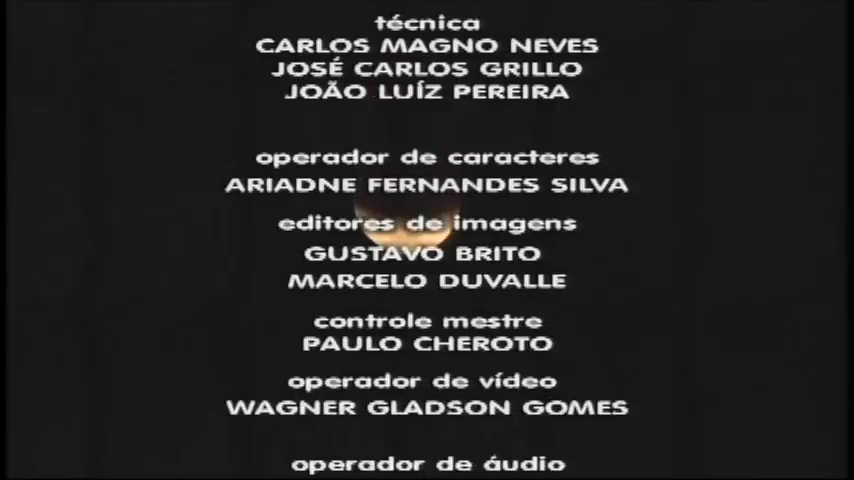 técnica
CARLOS MAGNO NEVES
JOSÉ CARLOS GRILLO
JOÃO LUÍZ PEREIRA
operador de caracteres
ARIADNE FERNANDES SILVA
editores de imagens
GUSTAVO BRITO
MARCELO DUVALLE
controle mestre
PAULO CHEROTO
operador de vídeo
WAGNER GLADSON GOMES
operador de áudio